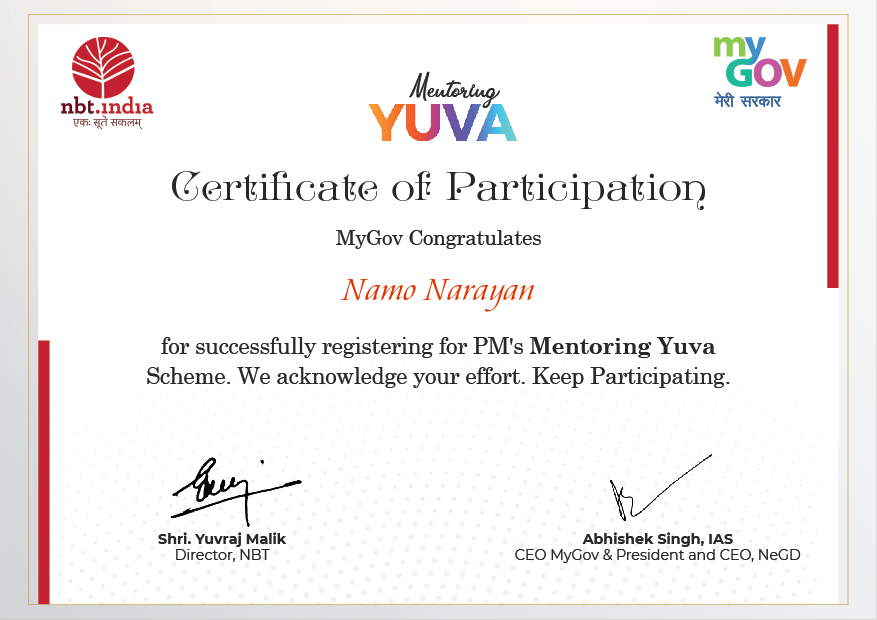 nbt.india
एकः सूते सकलम्
my
GOV
मेरी सरकार
Mentoring
YUVA
Certificate of Participation
MyGov Congratulates
Namo Narayan
for successfully registering for PM's Mentoring Yuva
Scheme. We acknowledge your effort. Keep Participating.
Shri. Yuvraj Malik
Director, NBT
Abhishek Singh, IAS
CEO MyGov & President and CEO, NeGD